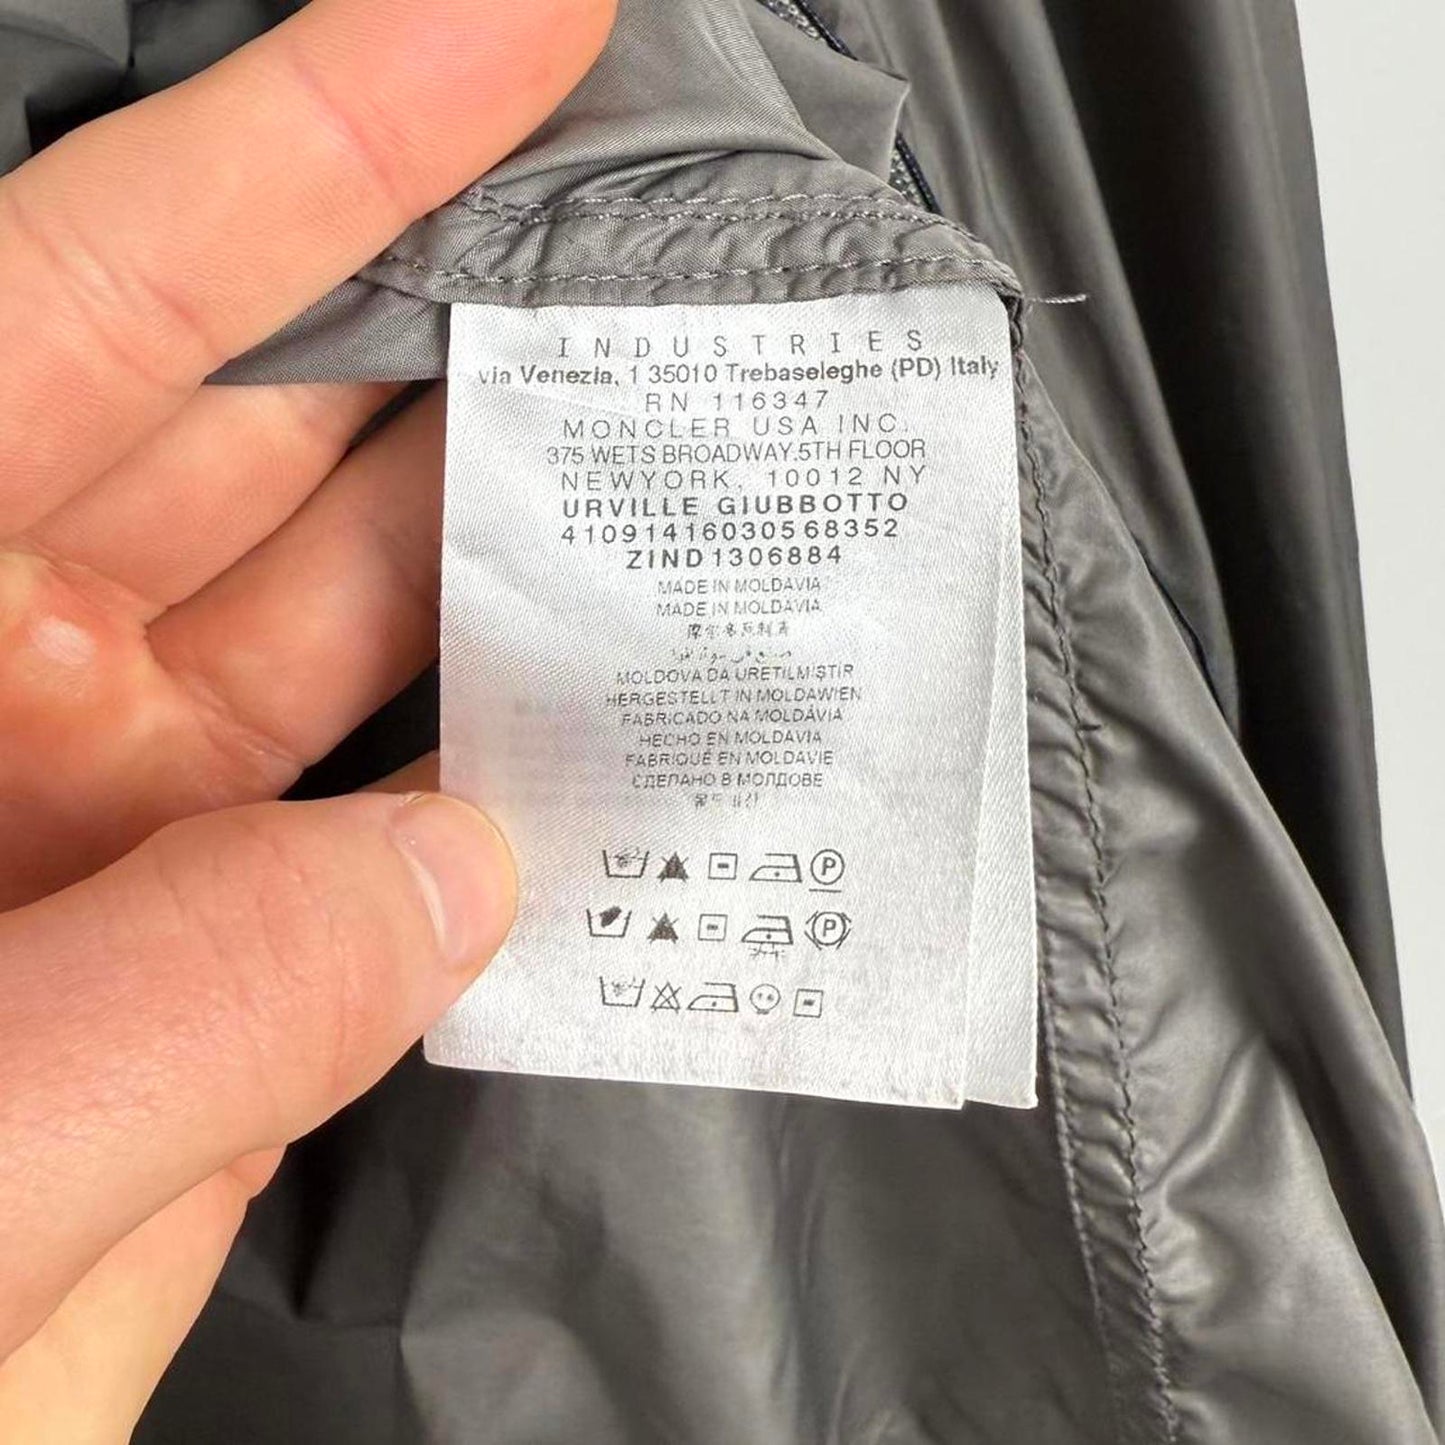 INDUSTRIES
via Venezia, 1 35010 Trebaseleghe (PD) Italy
RN 116347
MONCLER USA INC.
375 WETS BROADWAY.5TH FLOOR
NEWYORK, 10012 NY
URVILLE GIUBBOTTO
41091416030568352
ZIND1306884
MADE IN MOLDAVIA
MADE IN MOLDAVIA
MOLDOVA DA ÜRETILMIŞTIR
HERGESTELLT IN MOLDAWIEN
FABRICADO NA MOLDÁVIA
HECHO EN MOLDAVIA
FABRIQUÉ EN MOLDAVIE
СДЕЛАНО В МОЛДОВЕ
P
P